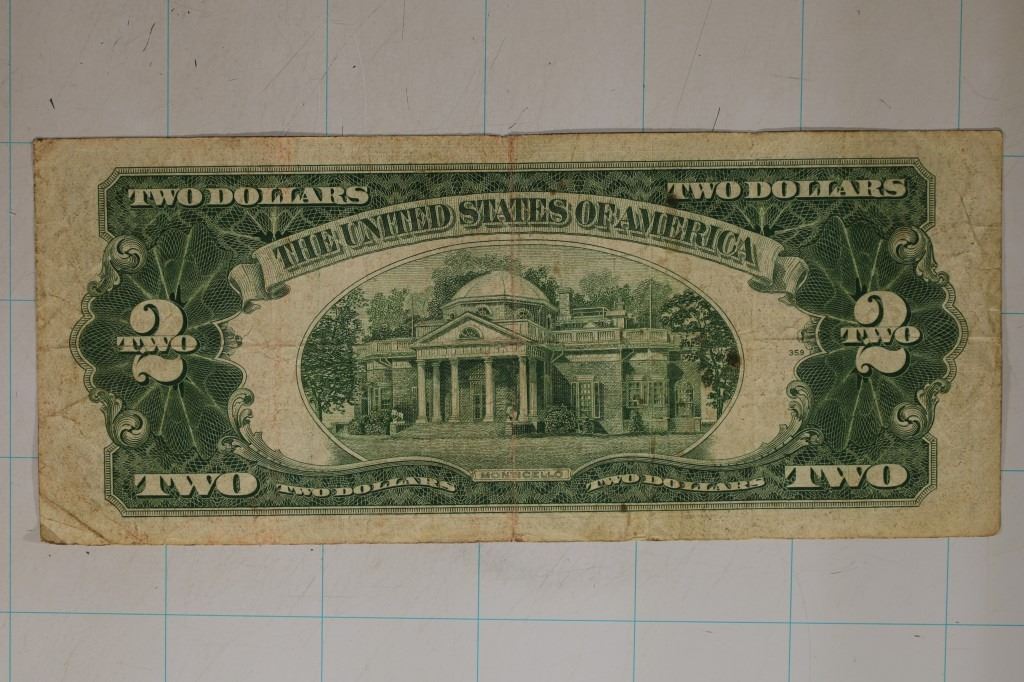 TWO DOLLARS
TWO DOLLARS
THE UNITED STATES OF AMERICA
2
TWO
2
TWO
359
MONTICELLO
TWO
TWO DOLLARS
TWO DOLLARS
TWO